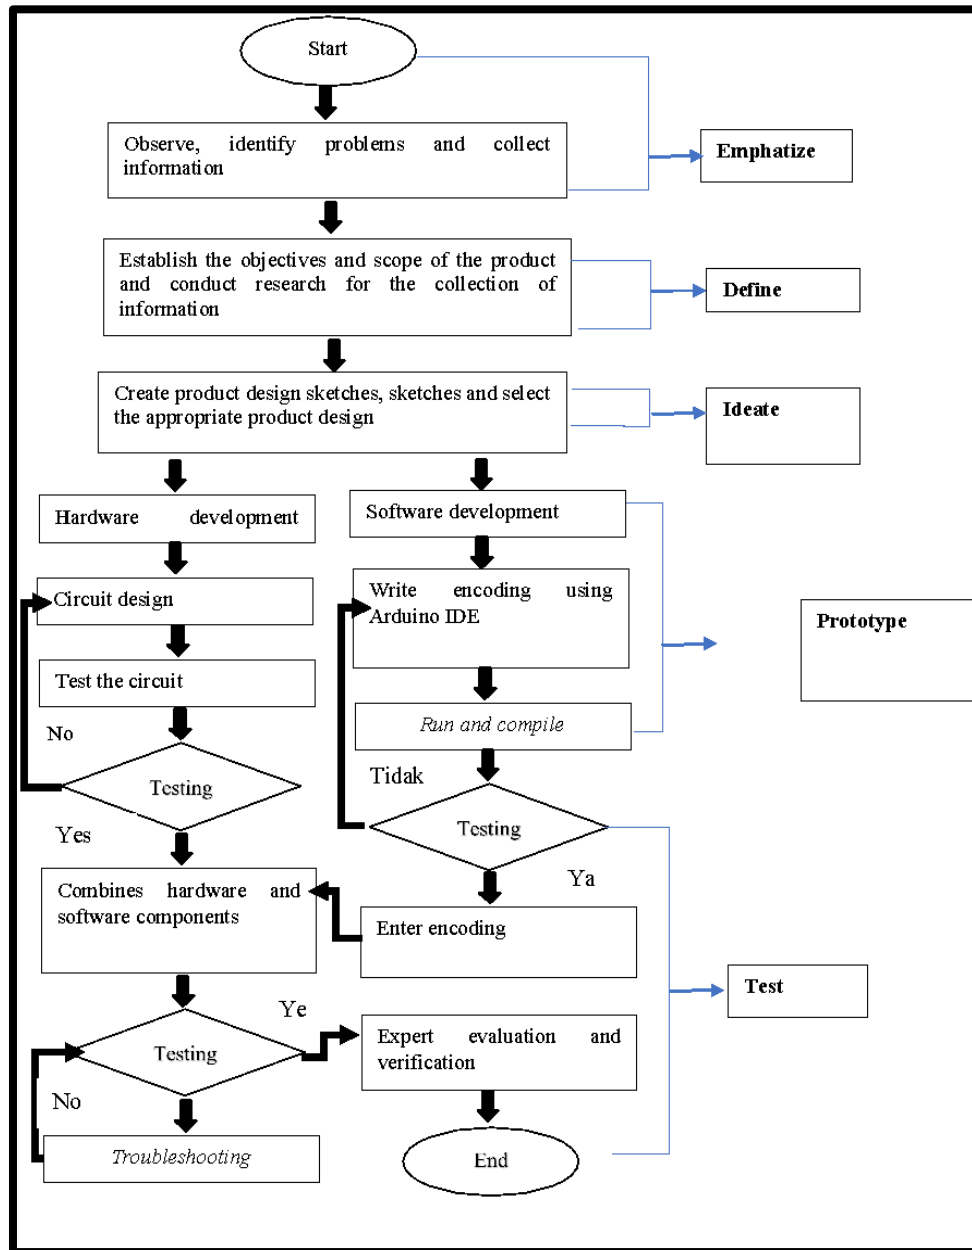 Start
Observe, identify problems and collect
information
Emphatize
Establish the objectives and scope of the product
and conduct research for the collection of
information
Define
Create product design sketches, sketches and select
the appropriate product design
Ideate
Hardware development
Software development
Circuit design
Write encoding using
Arduino IDE
Prototype
Test the circuit
Run and compile
No
Tidak
Testing
Testing
Yes
Ya
Combines hardware and
software components
Enter encoding
Test
Ye
Testing
Expert evaluation and
verification
No
Troubleshooting
End